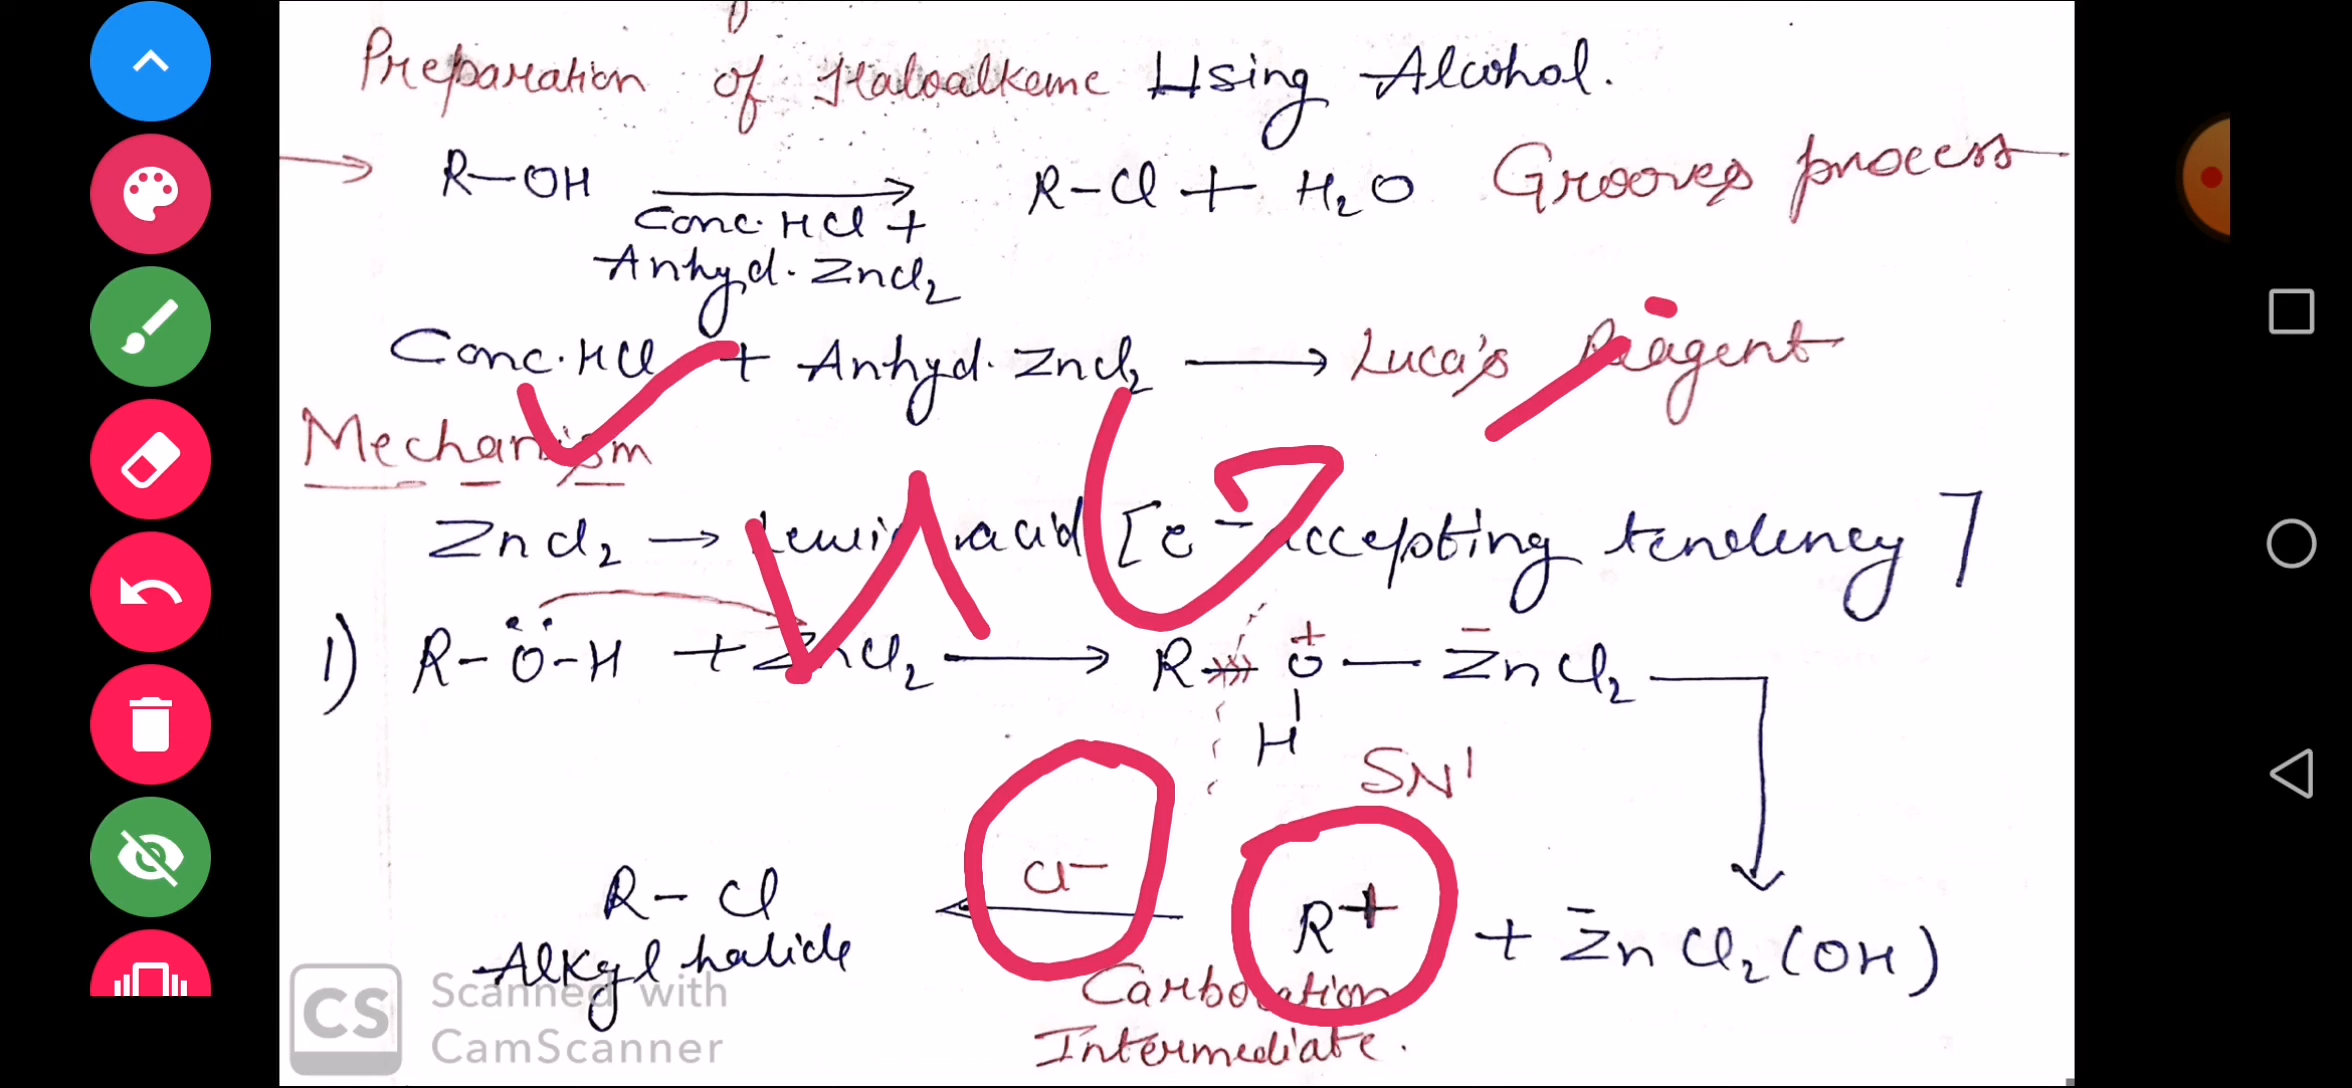 Preparation of Haloalkane Using Alcohol.
R-OH → R-Cl + H₂O Grooves process
Conc. HCl +
Anhyd. ZnCl₂
Conc. HCl + Anhyd. ZnCl₂ → Luca's Reagent
Mechanism
ZnCl₂ → Lewis acid [e⁻ accepting tendency]
1) R-Ö-H + ZnCl₂ → R-O⁺-Z̄nCl₂
H
SN¹
R-Cl ← Cl⁻ R⁺ + Z̄nCl₂(OH)
Alkyl halide Carbocation
Intermediate.
CS Scanned with
CamScanner